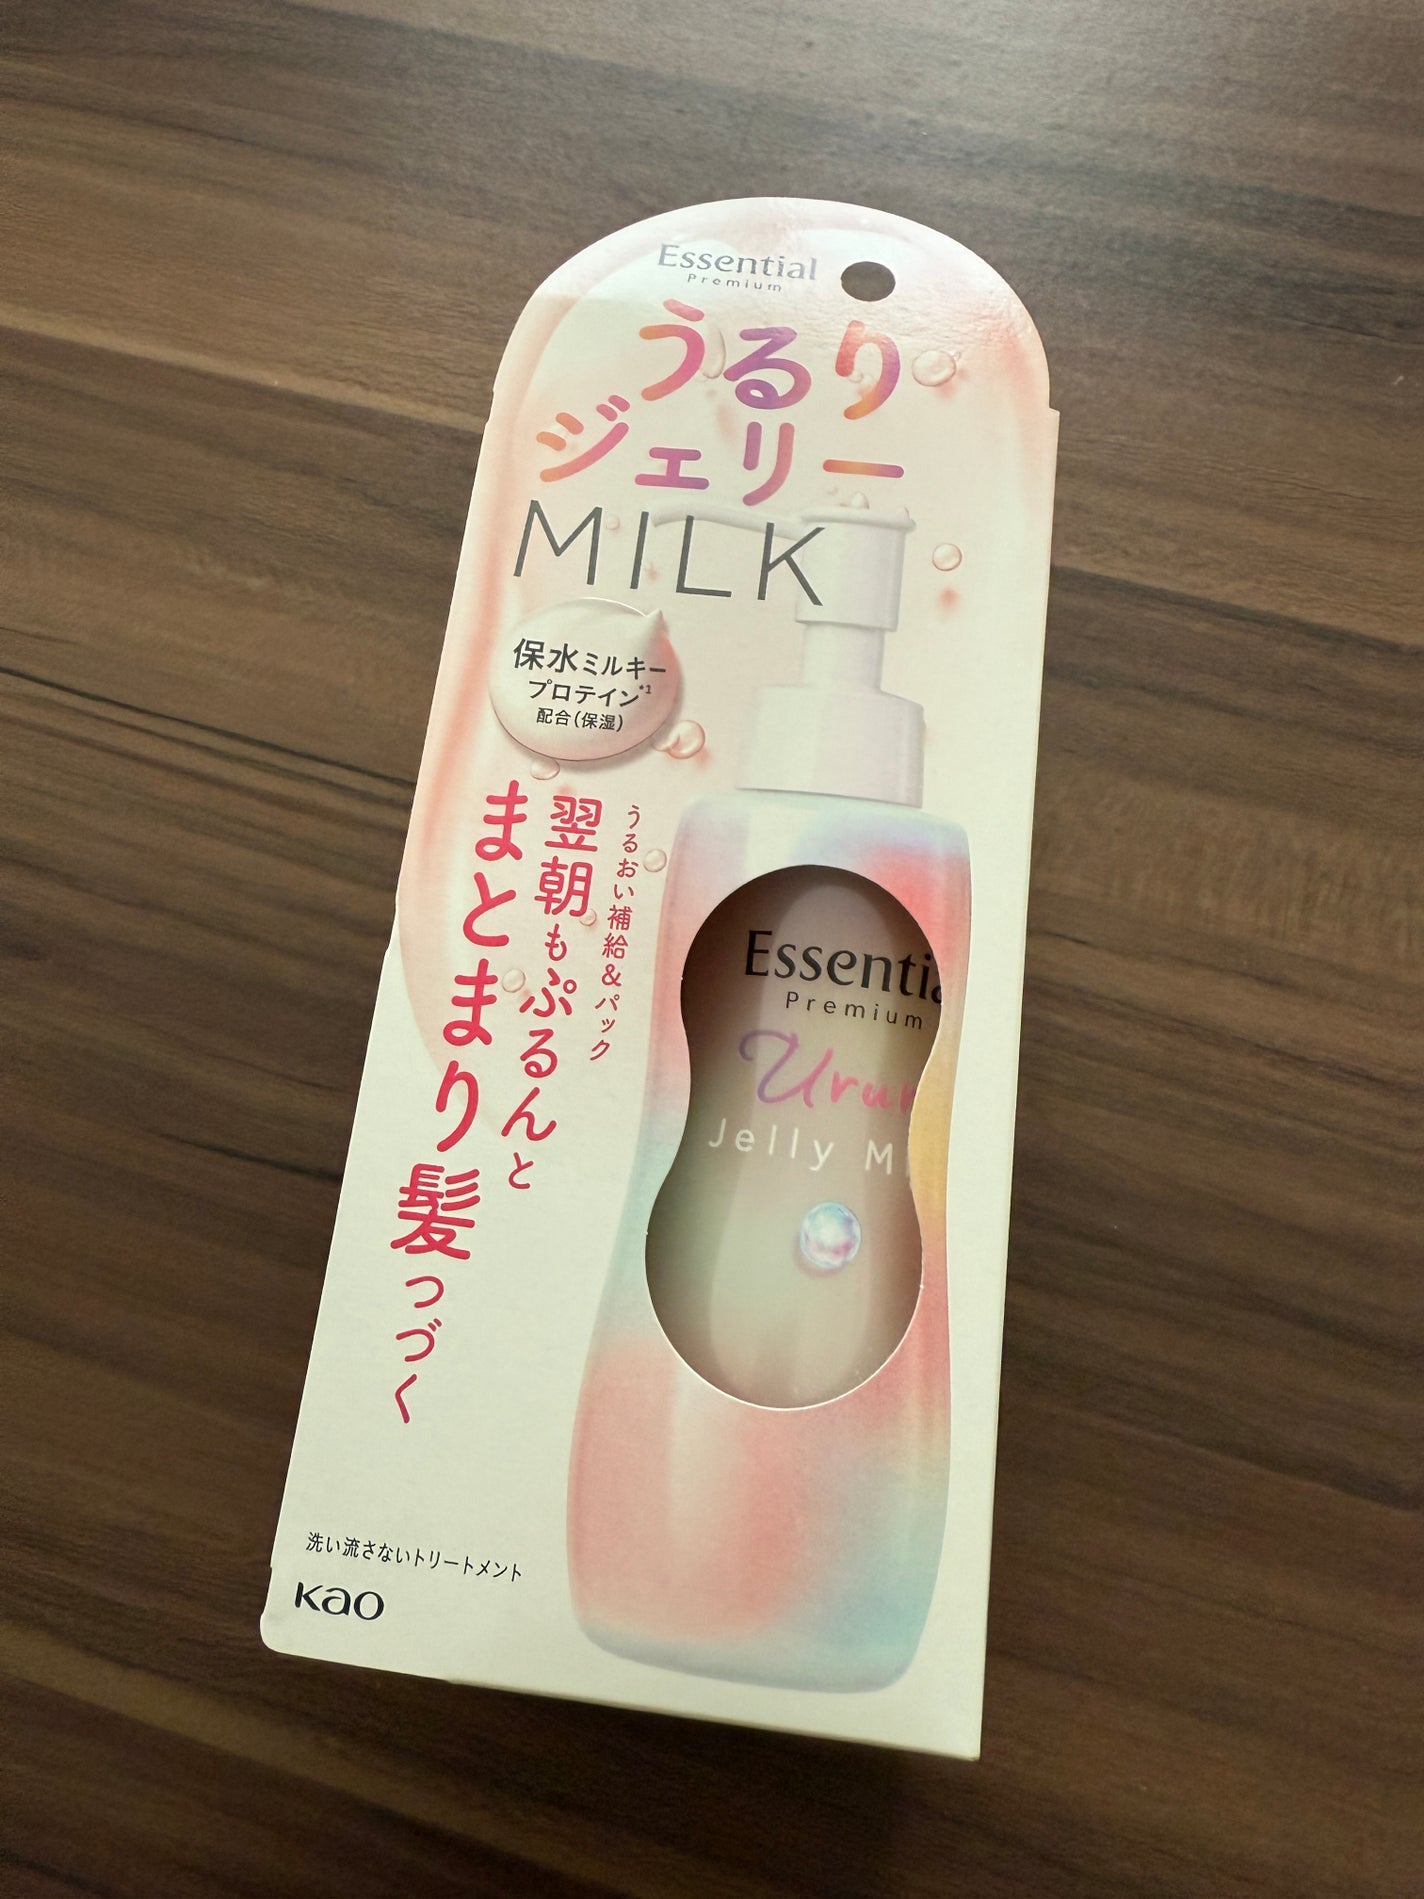 Essential
Premium
うるり
ジェリー
MILK
保水ミルキー
プロテイン*1
配合(保湿)
うるおい補給&パック
翌朝もぷるんと
まとまり髪つづく
Essentia
Premium
Urur
Jelly M
洗い流さないトリートメント
Kao